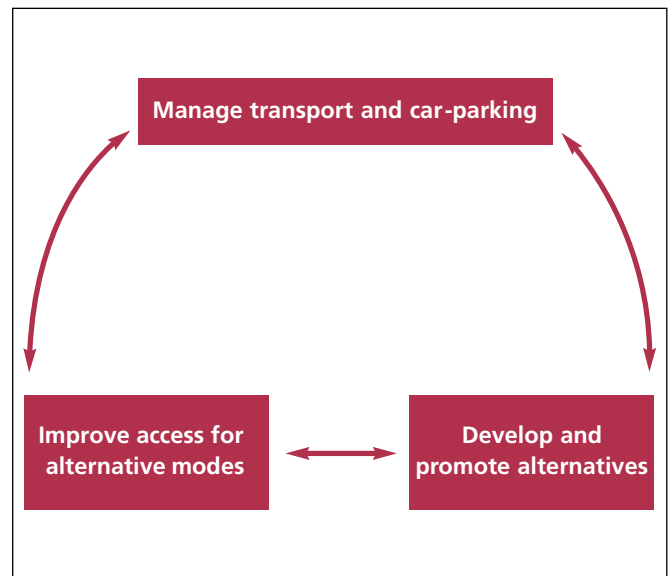 Manage transport and car-parking
Improve access for
alternative modes
Develop and
promote alternatives